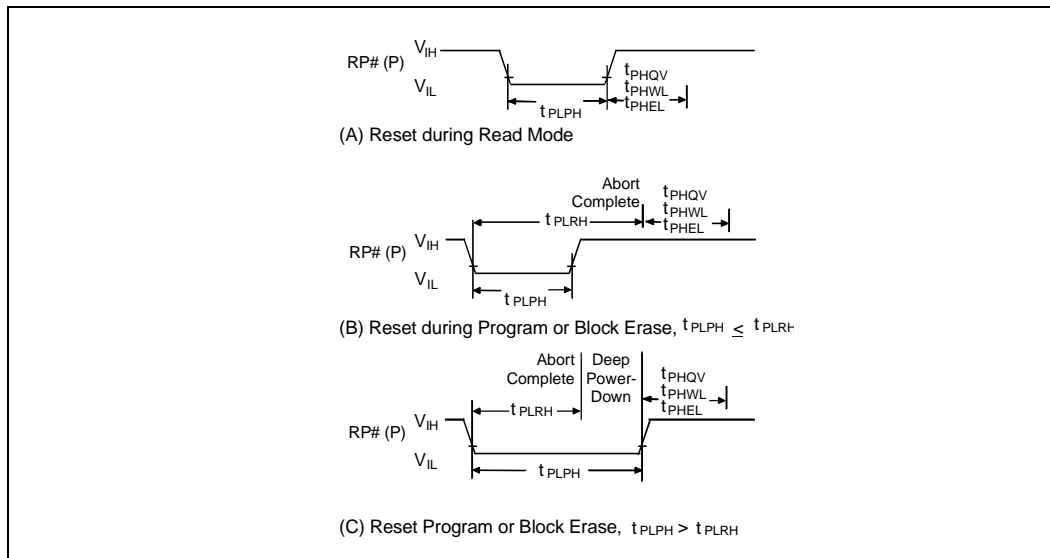 RP# (P)
VIH
VIL
tPHQV
tPHWL
tPHEL
tPLPH
(A) Reset during Read Mode
Abort
Complete
tPLRH
tPHQV
tPHWL
tPHEL
RP# (P)
VIH
VIL
tPLPH
(B) Reset during Program or Block Erase, tPLPH ≤ tPLRH
Abort
Complete
Deep
Power-
Down
tPHQV
tPHWL
tPHEL
tPLRH
RP# (P)
VIH
VIL
tPLPH
(C) Reset Program or Block Erase, tPLPH > tPLRH